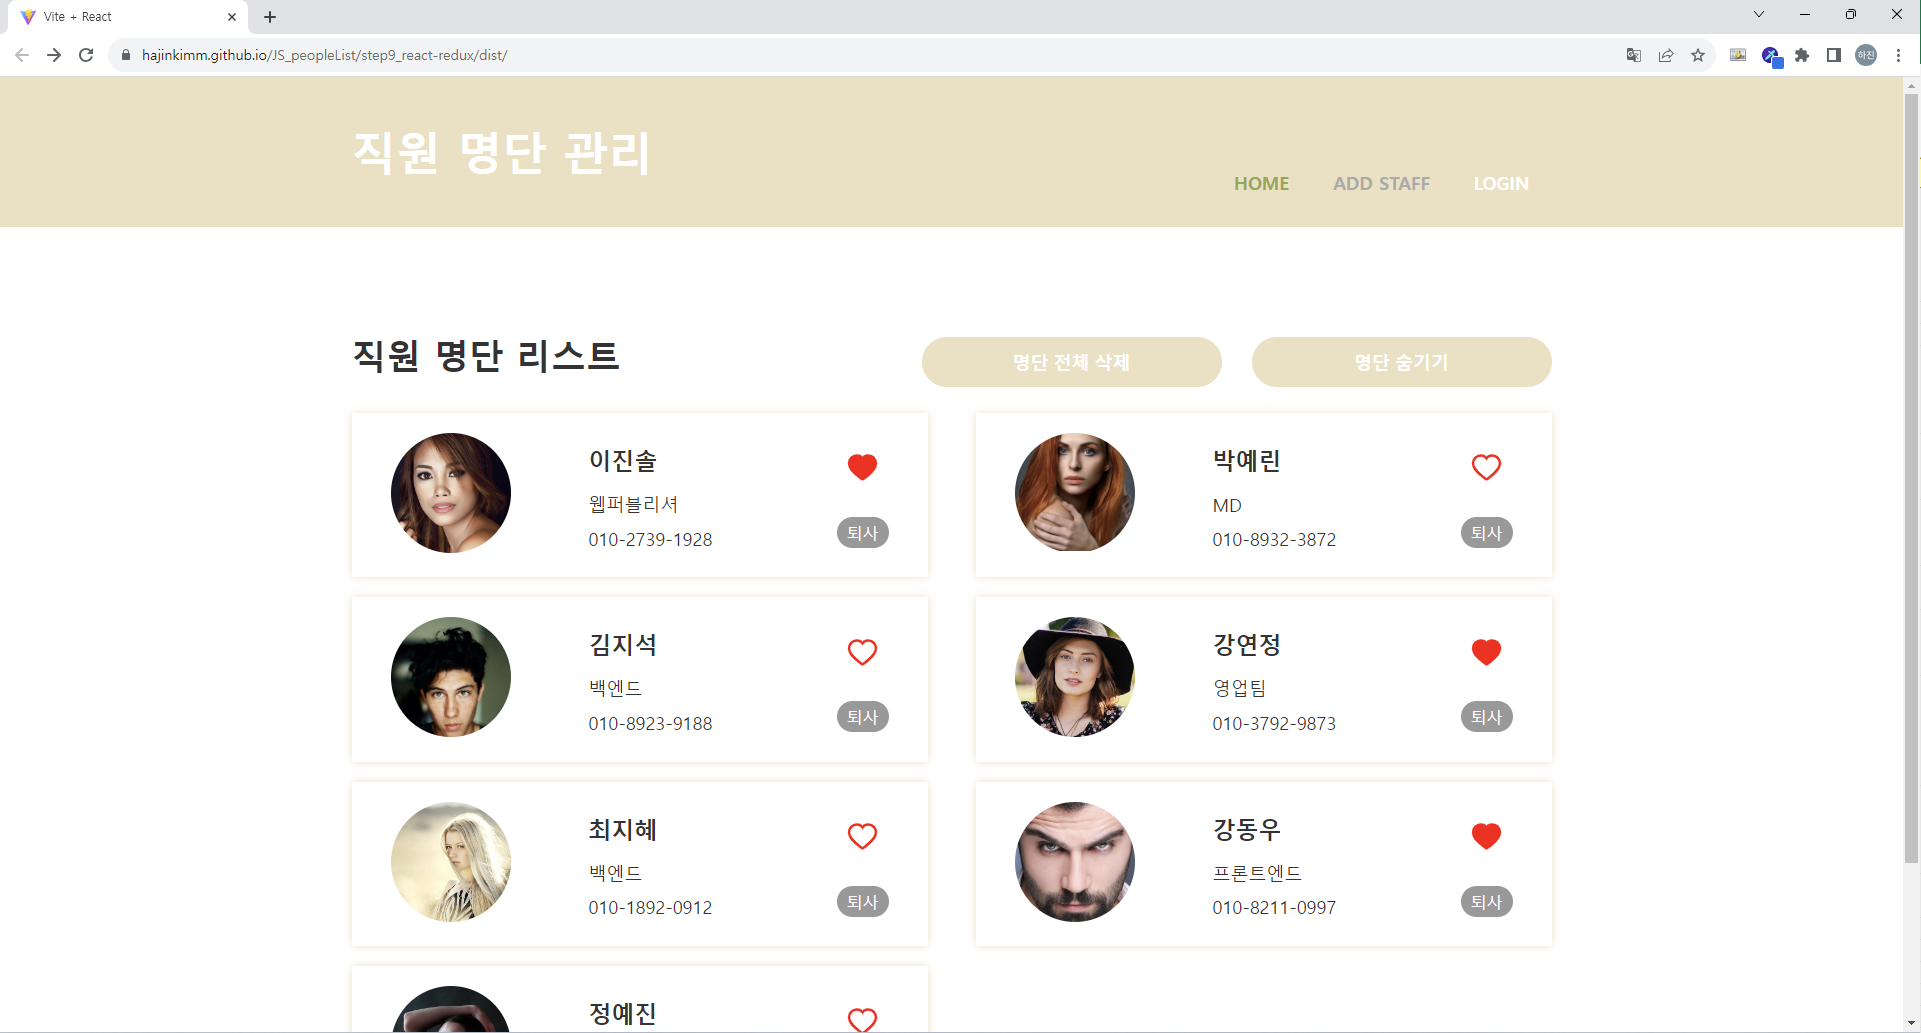 Vite + React
hajinkimm.github.io/JS_peopleList/step9_react-redux/dist/
하진
직원 명단 관리
HOME ADD STAFF LOGIN
직원 명단 리스트
명단 전체 삭제
명단 숨기기
이진솔
웹퍼블리셔
010-2739-1928
퇴사
박예린
MD
010-8932-3872
퇴사
김지석
백엔드
010-8923-9188
퇴사
강연정
영업팀
010-3792-9873
퇴사
최지혜
백엔드
010-1892-0912
퇴사
강동우
프론트엔드
010-8211-0997
퇴사
정예진